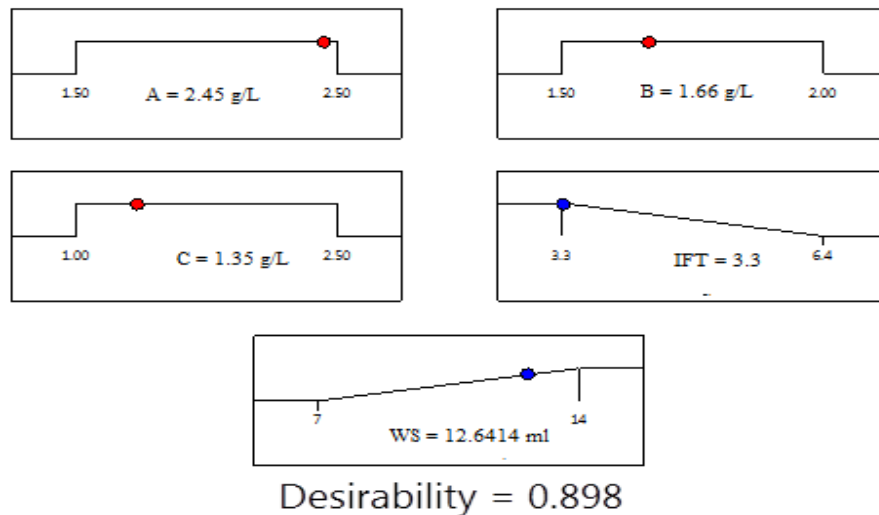 1.50 A = 2.45 g/L 2.50
1.50 B = 1.66 g/L 2.00
1.00 C = 1.35 g/L 2.50
3.3 IFT = 3.3 6.4
7 WS = 12.6414 ml 14
Desirability = 0.898